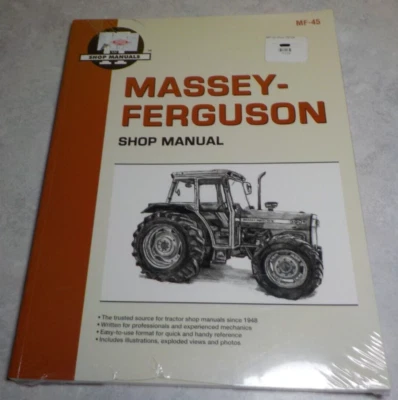 MF-45
SHOP MANUALS
MASSEY-
FERGUSON
SHOP MANUAL
•The trusted source for tractor shop manuals since 1948
•Written for professionals and experienced mechanics
•Easy-to-use format for quick and handy reference
•Includes illustrations, exploded views and photos